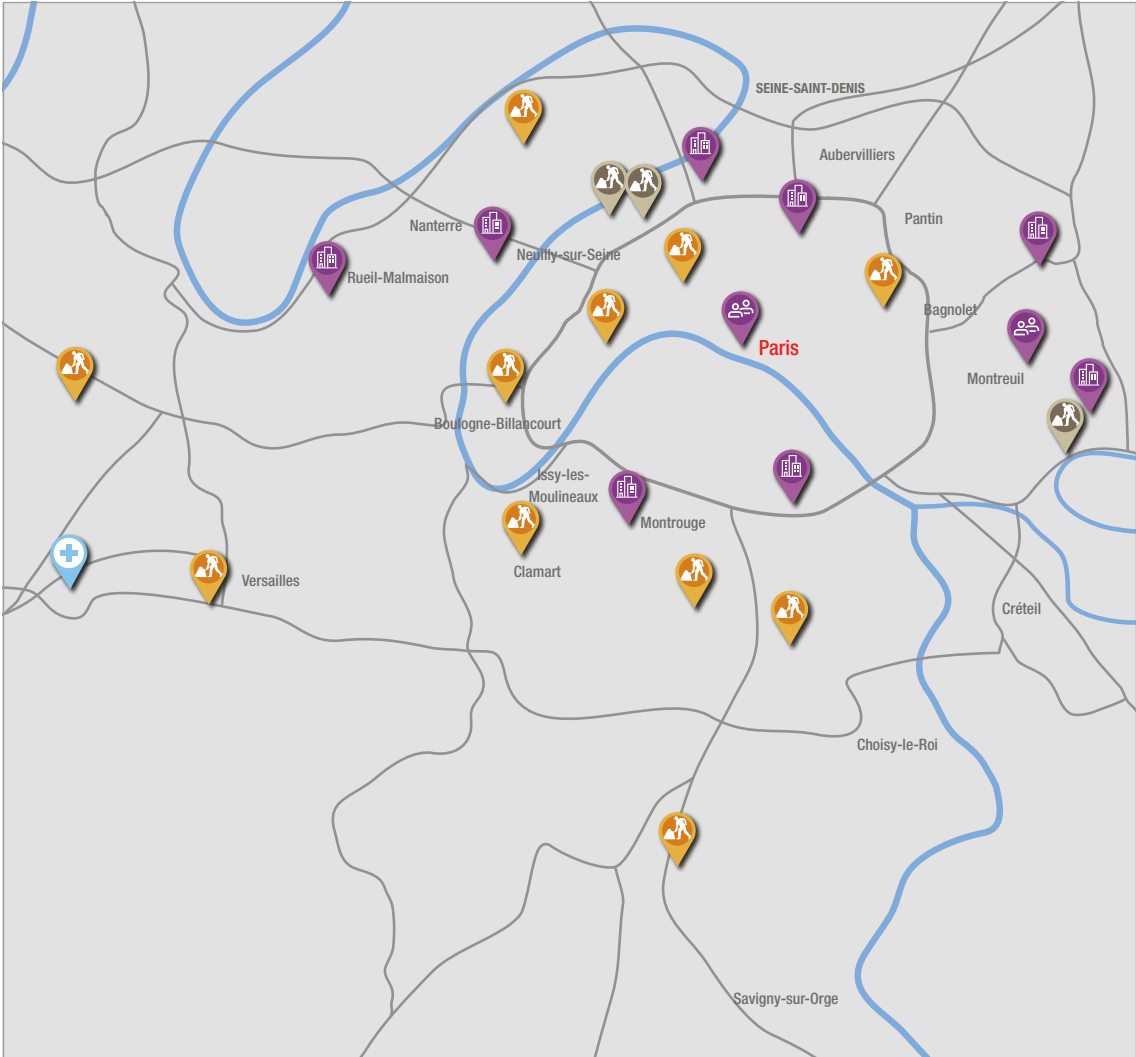 SEINE-SAINT-DENIS
Aubervilliers
Pantin
Nanterre
Neuilly-sur-Seine
Rueil-Malmaison
Bagnolet
Paris
Montreuil
Boulogne-Billancourt
Issy-les-
Moulineaux
Montrouge
Clamart
Versailles
Créteil
Choisy-le-Roi
Savigny-sur-Orge